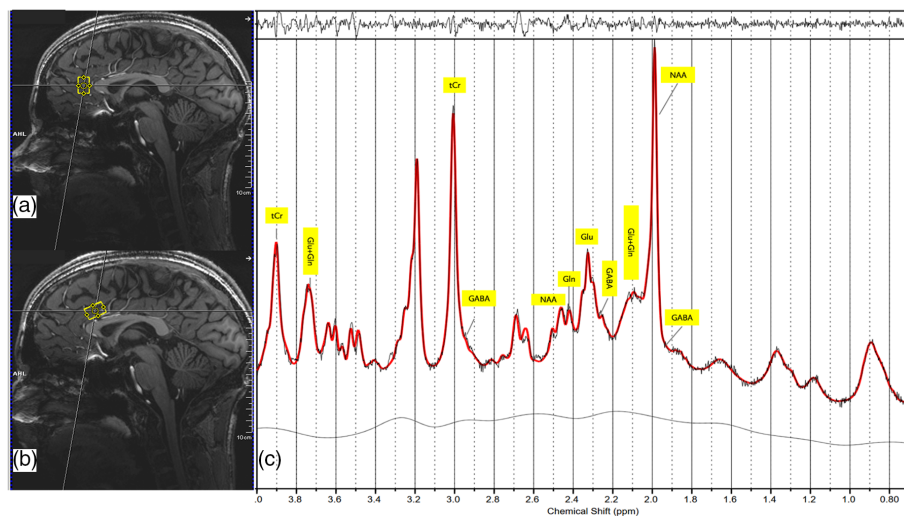 AHL
10cm
(a)
AHL
10cm
(b)
NAA
tCr
tCr
Glu+Gln
GABA
NAA
Gln
Glu
GABA
Glu+Gln
GABA
(c)
.0 3.8 3.6 3.4 3.2 3.0 2.8 2.6 2.4 2.2 2.0 1.8 1.6 1.4 1.2 1.0 0.80
Chemical Shift (ppm)